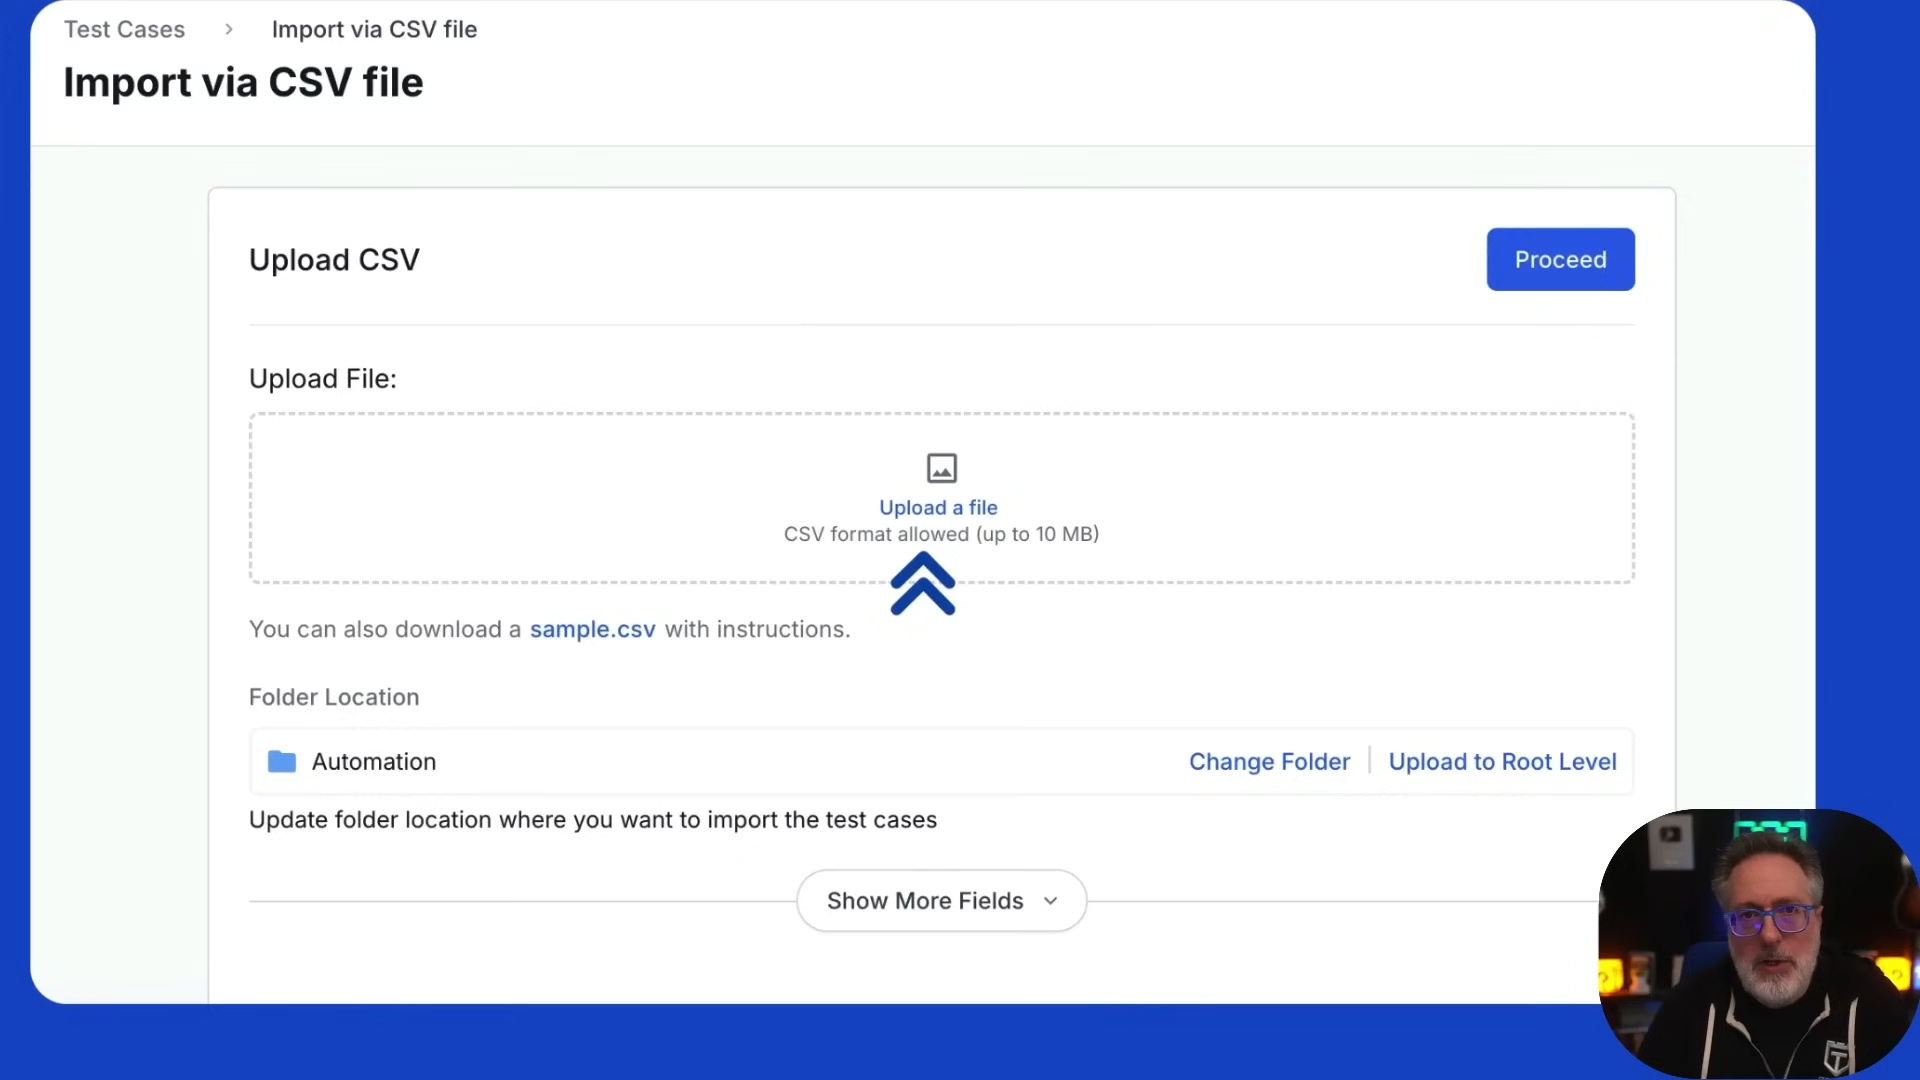 Test Cases > Import via CSV file
Import via CSV file
Upload CSV
Proceed
Upload File:
Upload a file
CSV format allowed (up to 10 MB)
You can also download a sample.csv with instructions.
Folder Location
Automation
Change Folder | Upload to Root Level
Update folder location where you want to import the test cases
Show More Fields